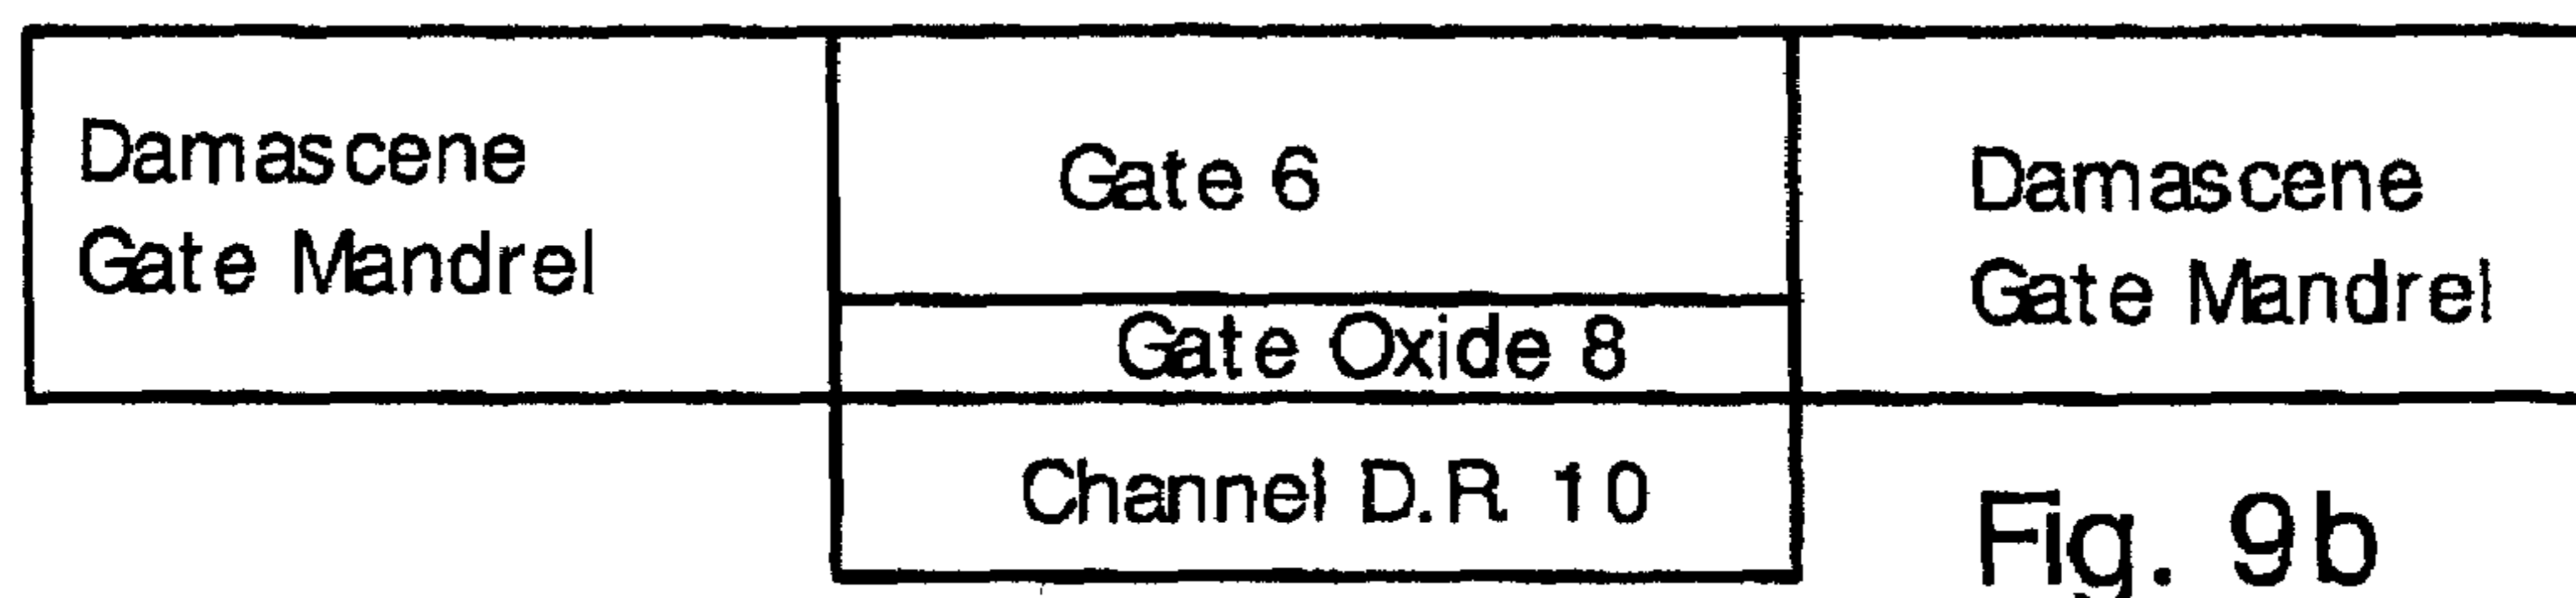 Damascene
Gate Mandrel
Gate 6
Gate Oxide 8
Channel D.R. 10
Damascene
Gate Mandrel
Fig. 9b